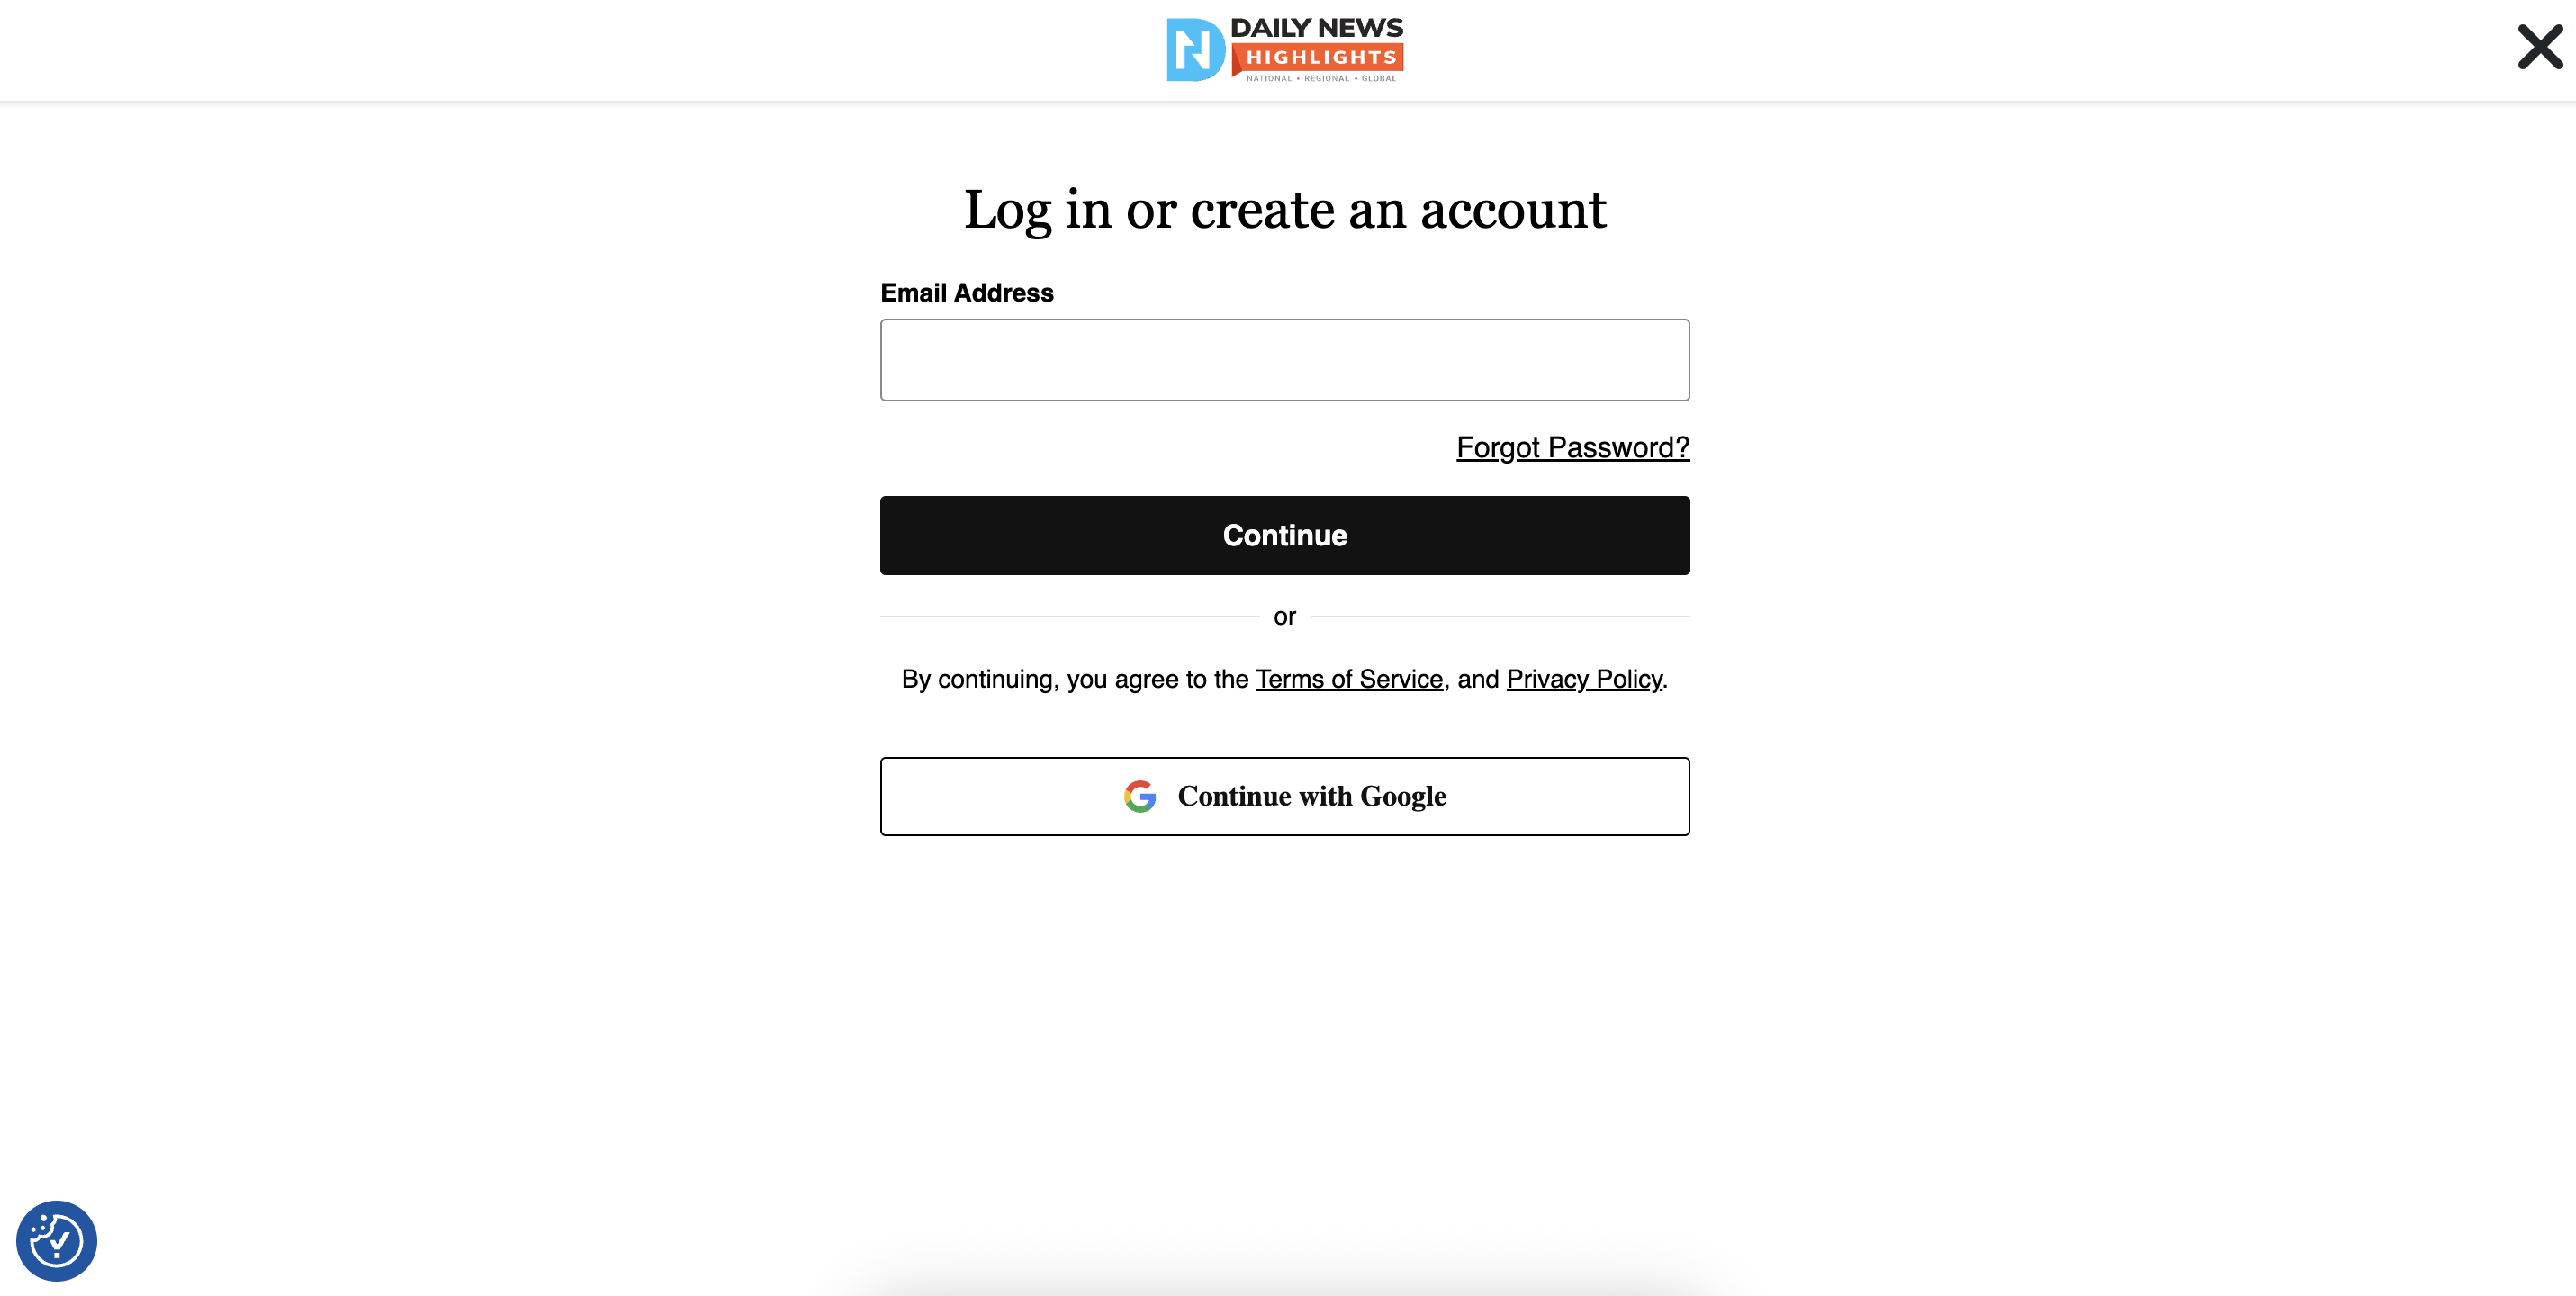 DAILY NEWS
HIGHLIGHTS
NATIONAL • REGIONAL • GLOBAL
Log in or create an account
Email Address
Forgot Password?
Continue
or
By continuing, you agree to the Terms of Service, and Privacy Policy.
Continue with Google